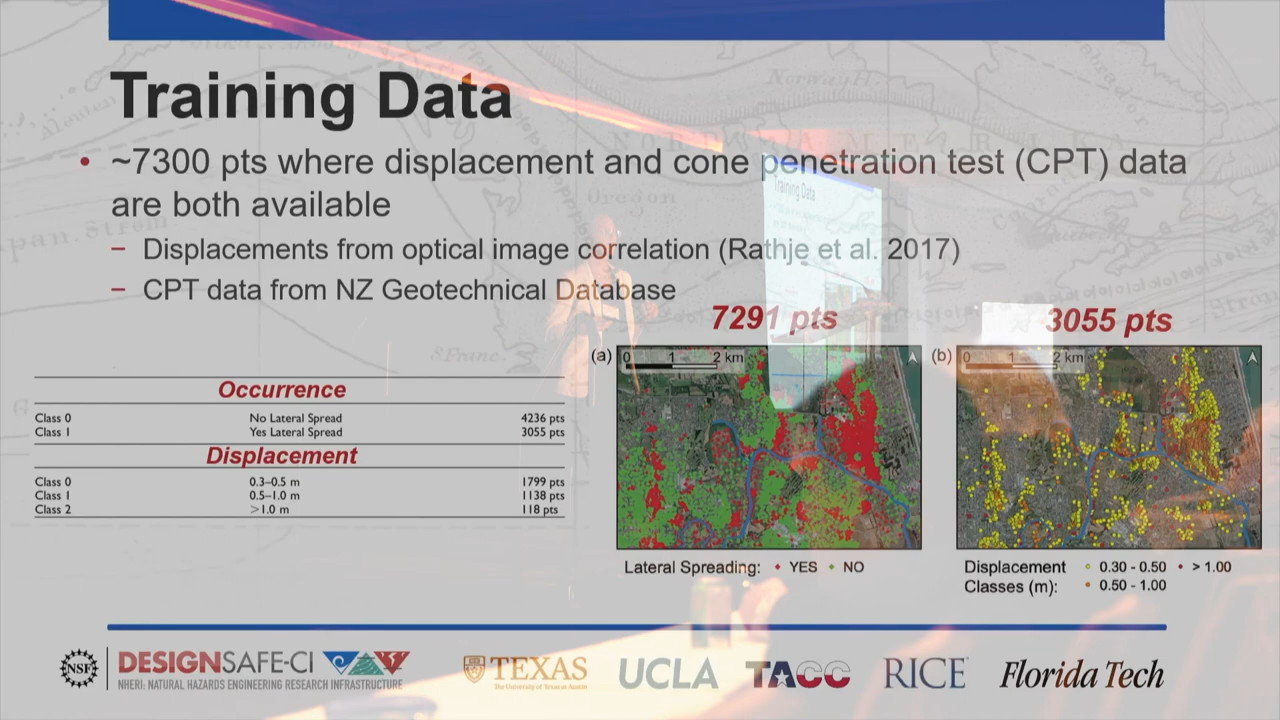 Training Data
• ~7300 pts where displacement and cone penetration test (CPT) data
are both available
– Displacements from optical image correlation (Rathje et al. 2017)
– CPT data from NZ Geotechnical Database
7291 pts
3055 pts
Occurrence
Class 0 No Lateral Spread 4236 pts
Class 1 Yes Lateral Spread 3055 pts
Displacement
Class 0 0.3–0.5 m 1799 pts
Class 1 0.5–1.0 m 1138 pts
Class 2 >1.0 m 118 pts
(a) 0 1 2 km
(b) 0 1 2 km
Lateral Spreading: YES NO
Displacement
Classes (m):
0.30 - 0.50 > 1.00
0.50 - 1.00
Training Data
Norway H.
Oregon
S.Franc.
NSF
DESIGNSAFE-CI
NHERI: NATURAL HAZARDS ENGINEERING RESEARCH INFRASTRUCTURE
TEXAS
The University of Texas at Austin
UCLA
TACC
RICE
Florida Tech